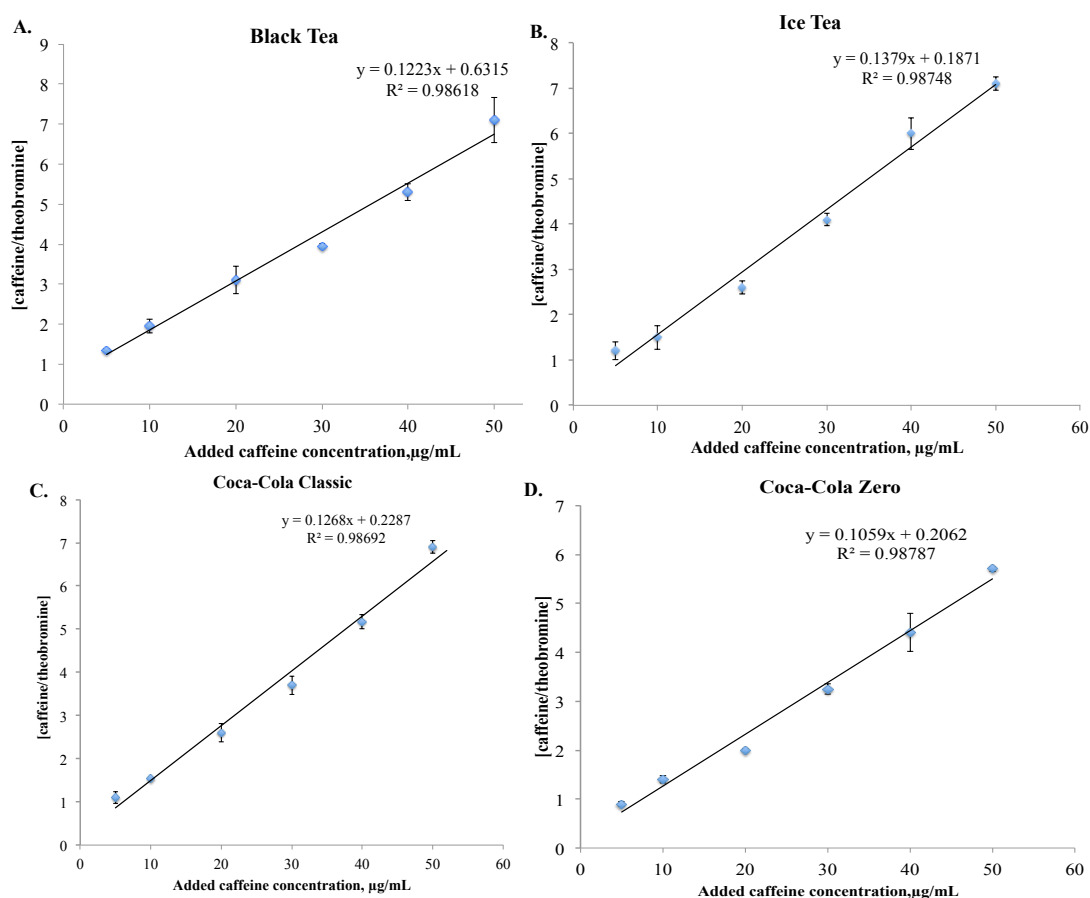 A.
Black Tea
y = 0.1223x + 0.6315
R² = 0.98618
[caffeine/theobromine]
9
8
7
6
5
4
3
2
1
0
0 10 20 30 40 50
Added caffeine concentration,µg/mL
B.
Ice Tea
y = 0.1379x + 0.1871
R² = 0.98748
[caffeine/theobromine]
8
7
6
5
4
3
2
1
0
0 10 20 30 40 50 60
Added caffeine concentration, µg/mL
C.
Coca-Cola Classic
y = 0.1268x + 0.2287
R² = 0.98692
[caffeine/theobromine]
8
7
6
5
4
3
2
1
0
0 10 20 30 40 50 60
Added caffeine concentration, µg/mL
D.
Coca-Cola Zero
y = 0.1059x + 0.2062
R² = 0.98787
[caffeine/theobromine]
7
6
5
4
3
2
1
0
0 10 20 30 40 50 60
Added caffeine concentration,µg/mL